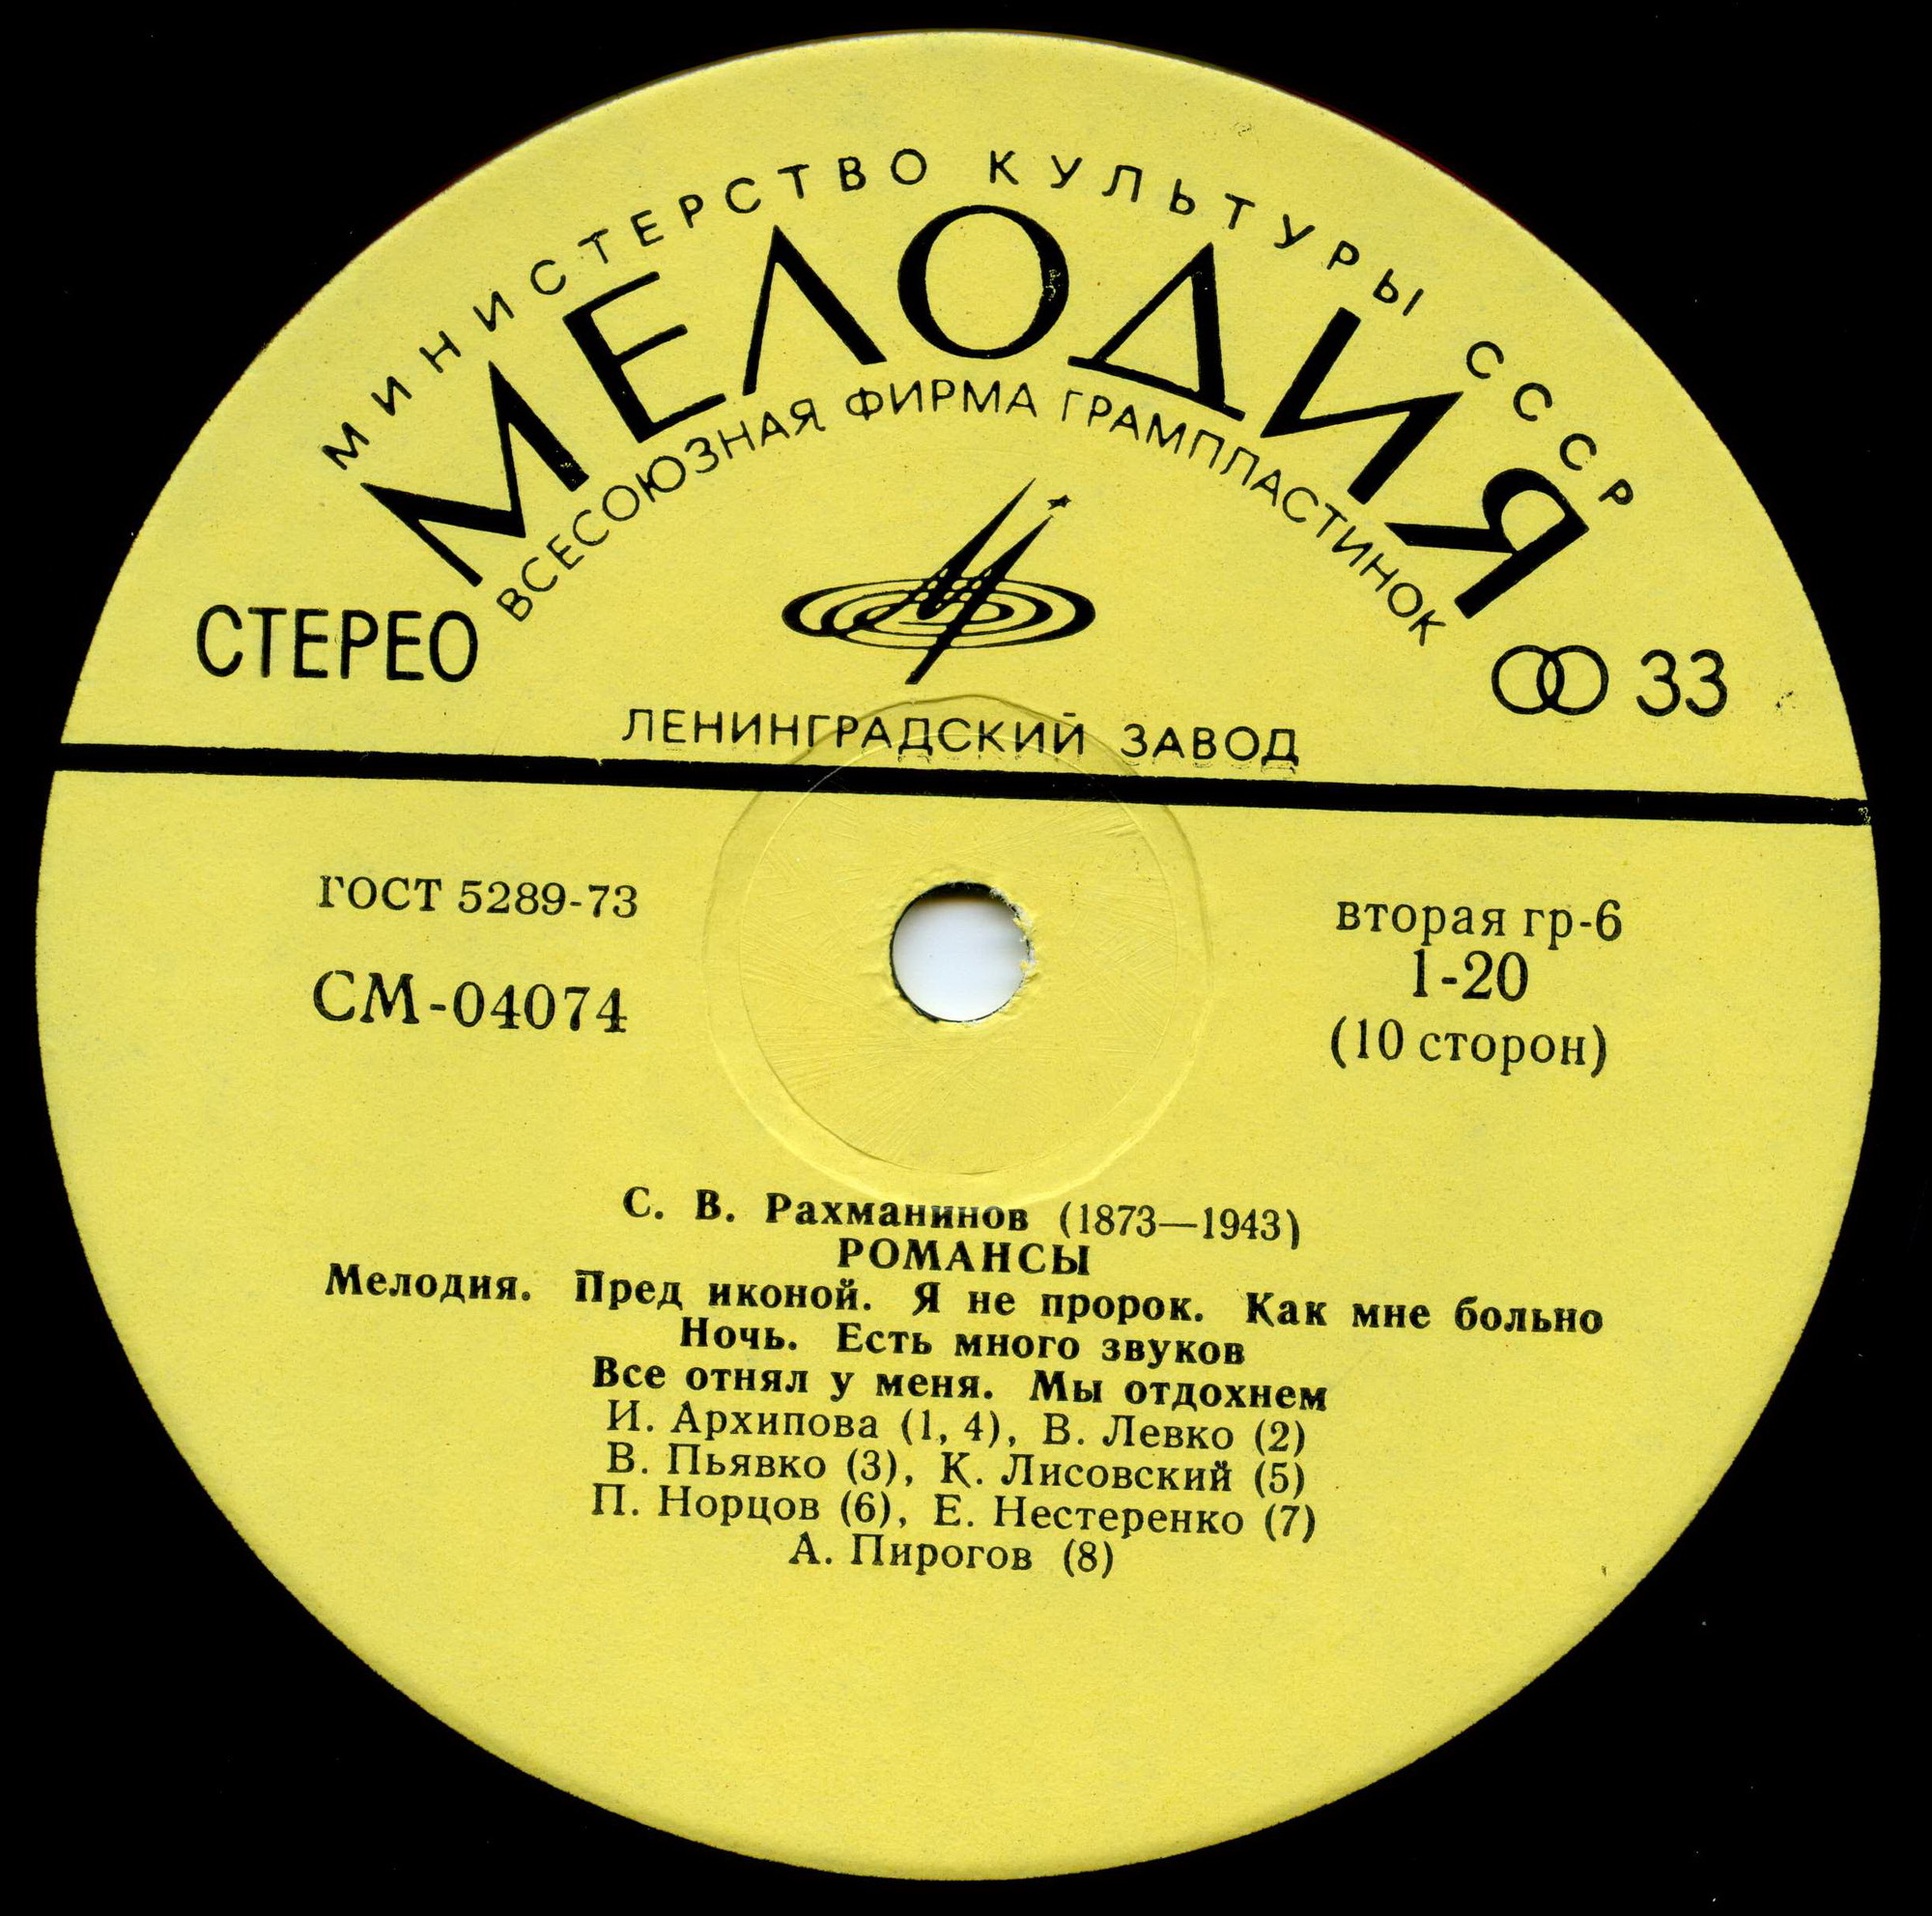 МИНИСТЕРСТВО КУЛЬТУРЫ СССР
МЕЛОДИЯ
ВСЕСОЮЗНАЯ ФИРМА ГРАМПЛАСТИНОК
СТЕРЕО
33
ЛЕНИНГРАДСКИЙ ЗАВОД
ГОСТ 5289-73
СМ-04074
вторая гр-6
1-20
(10 сторон)
С. В. Рахманинов (1873—1943)
РОМАНСЫ
Мелодия. Пред иконой. Я не пророк. Как мне больно
Ночь. Есть много звуков
Все отнял у меня. Мы отдохнем
И. Архипова (1, 4), В. Левко (2)
В. Пьявко (3), К. Лисовский (5)
П. Норцов (6), Е. Нестеренко (7)
А. Пирогов (8)